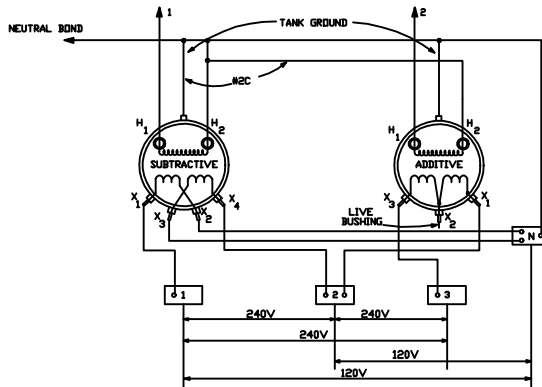 1
2
NEUTRAL BOND
TANK GROUND
#2C
H1
H2
H1
H2
SUBTRACTIVE
ADDITIVE
X1
X3
X2
X4
X3
X2
X1
LIVE
BUSHING
N
1
2
3
240V
240V
240V
120V
120V